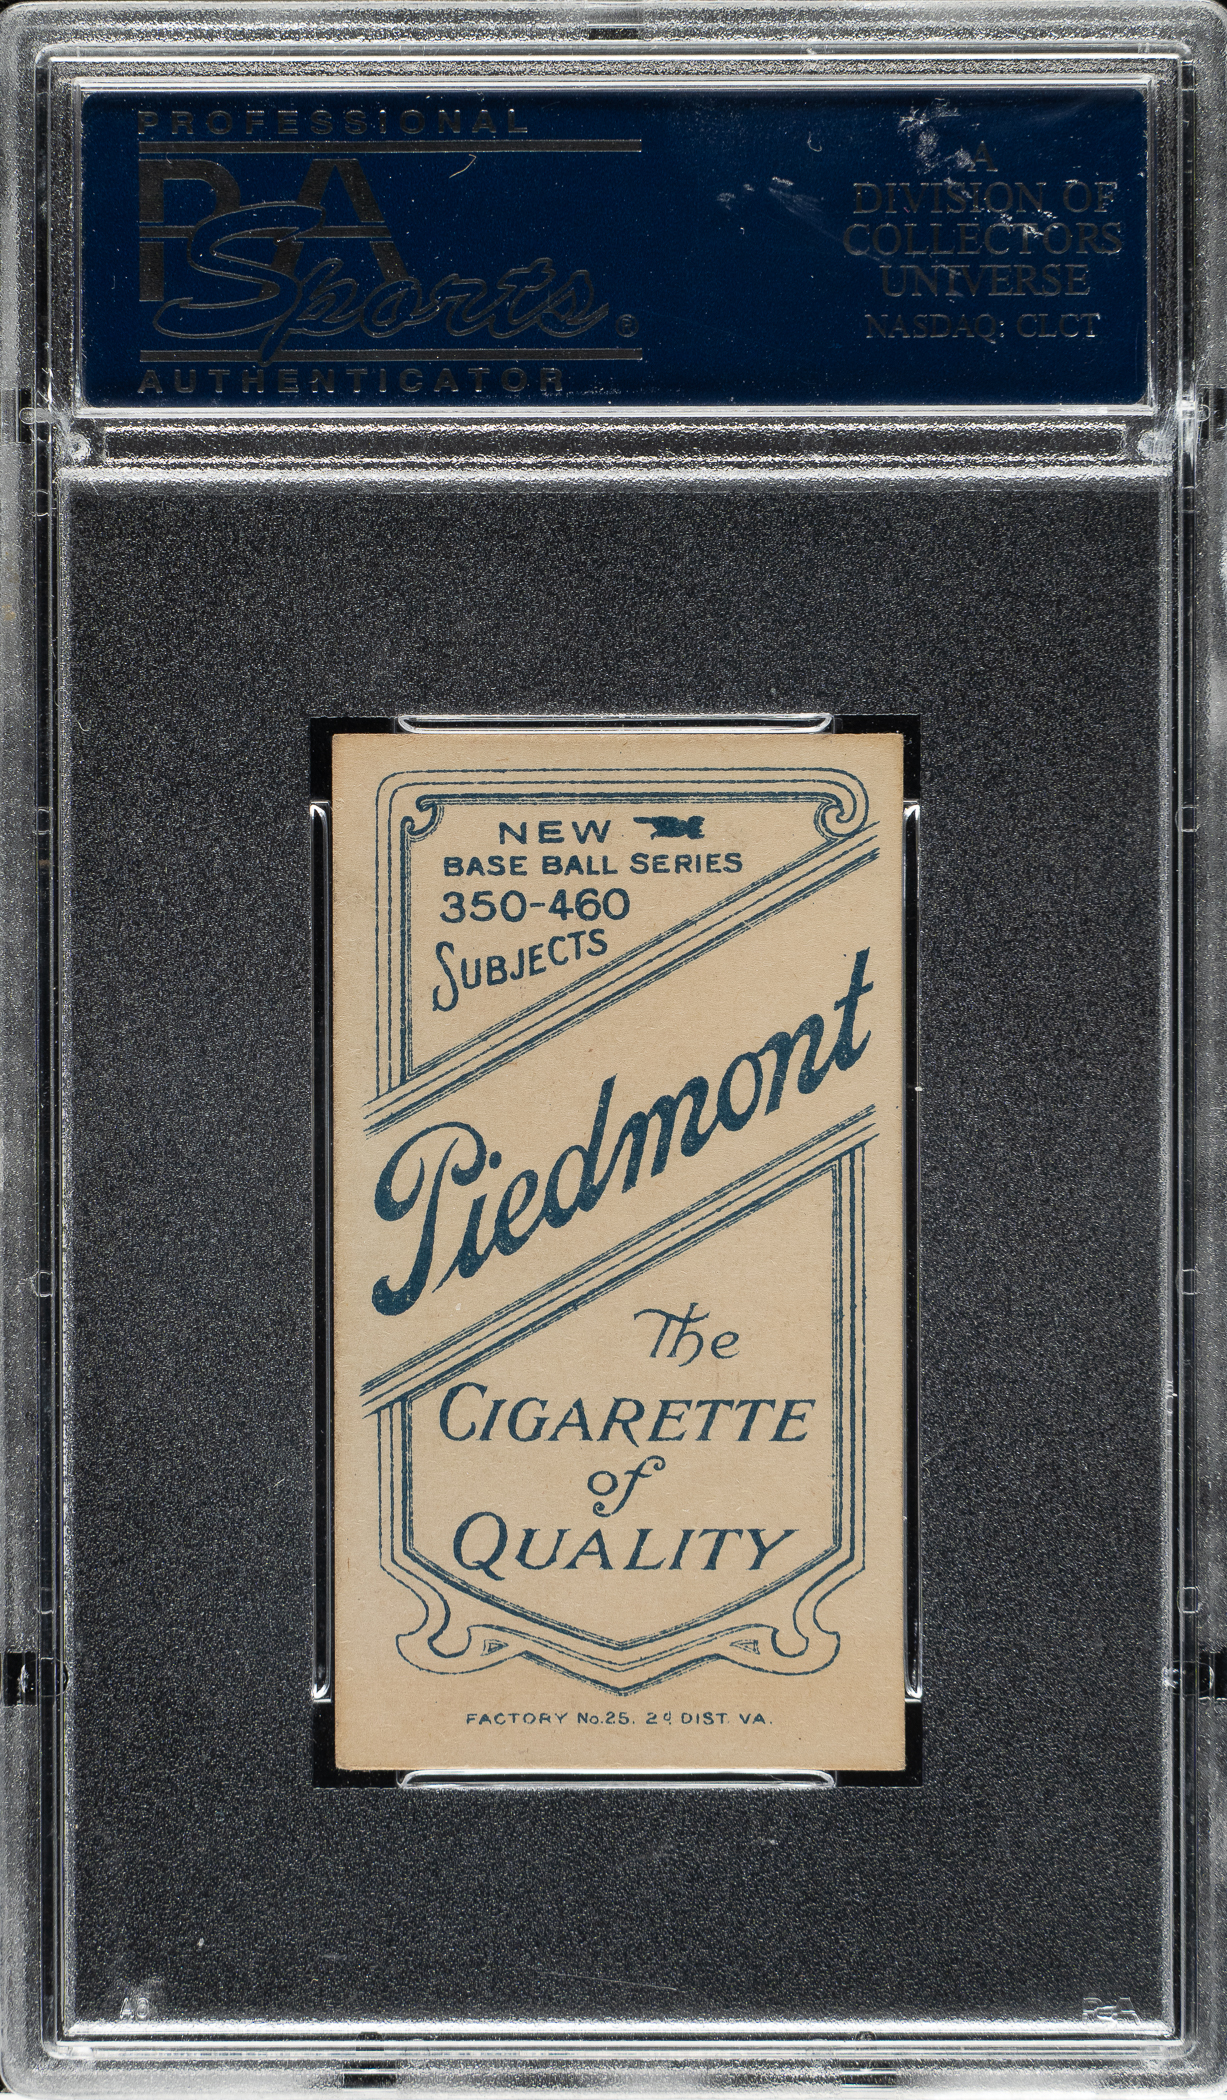 PROFESSIONAL
PSA
Sports®
AUTHENTICATOR
A
DIVISION OF
COLLECTORS
UNIVERSE
NASDAQ: CLCT
NEW
BASE BALL SERIES
350-460
SUBJECTS
Piedmont
The
CIGARETTE
of
QUALITY
FACTORY No.25. 2d DIST. VA.
PSA